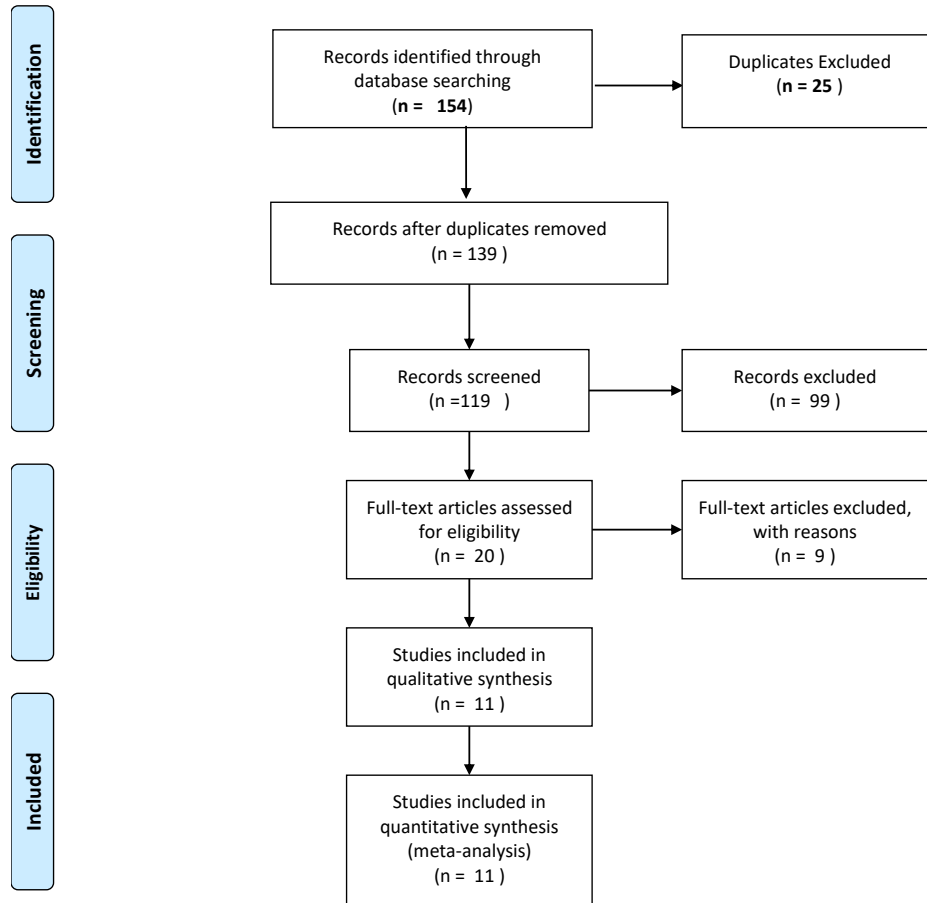 Identification
Records identified through
database searching
(n = 154)
Duplicates Excluded
(n = 25 )
Records after duplicates removed
(n = 139 )
Screening
Records screened
(n =119 )
Records excluded
(n = 99 )
Eligibility
Full-text articles assessed
for eligibility
(n = 20 )
Full-text articles excluded,
with reasons
(n = 9 )
Studies included in
qualitative synthesis
(n = 11 )
Included
Studies included in
quantitative synthesis
(meta-analysis)
(n = 11 )